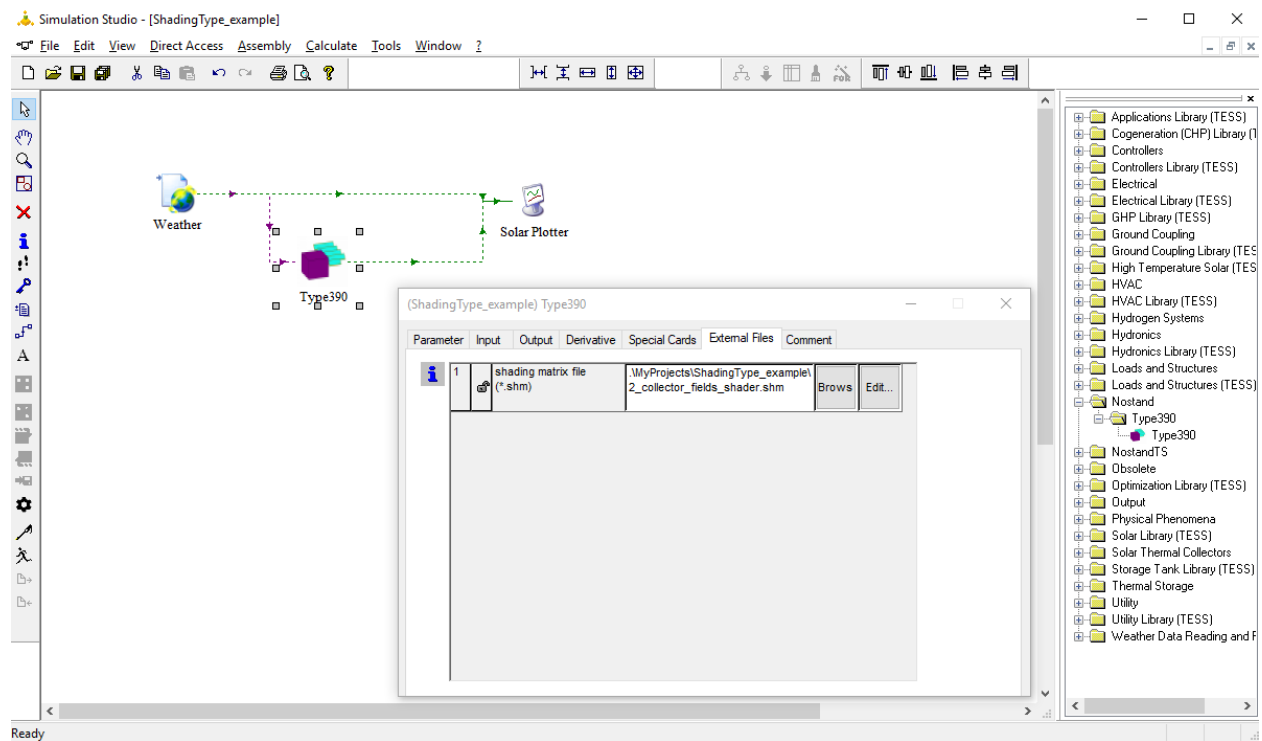 Simulation Studio - [ShadingType_example]
File Edit View Direct Access Assembly Calculate Tools Window ?
FOR
A
Weather
Solar Plotter
Type390
(ShadingType_example) Type390
Parameter Input Output Derivative Special Cards External Files Comment
1 shading matrix file .\MyProjects\ShadingType_example\
(*.shm) 2_collector_fields_shader.shm Brows Edit...
Applications Library (TESS)
Cogeneration (CHP) Library (T
Controllers
Controllers Library (TESS)
Electrical
Electrical Library (TESS)
GHP Library (TESS)
Ground Coupling
Ground Coupling Library (TES
High Temperature Solar (TES
HVAC
HVAC Library (TESS)
Hydrogen Systems
Hydronics
Hydronics Library (TESS)
Loads and Structures
Loads and Structures (TESS)
Nostand
Type390
Type390
NostandTS
Obsolete
Optimization Library (TESS)
Output
Physical Phenomena
Solar Library (TESS)
Solar Thermal Collectors
Storage Tank Library (TESS)
Thermal Storage
Utility
Utility Library (TESS)
Weather Data Reading and F
Ready